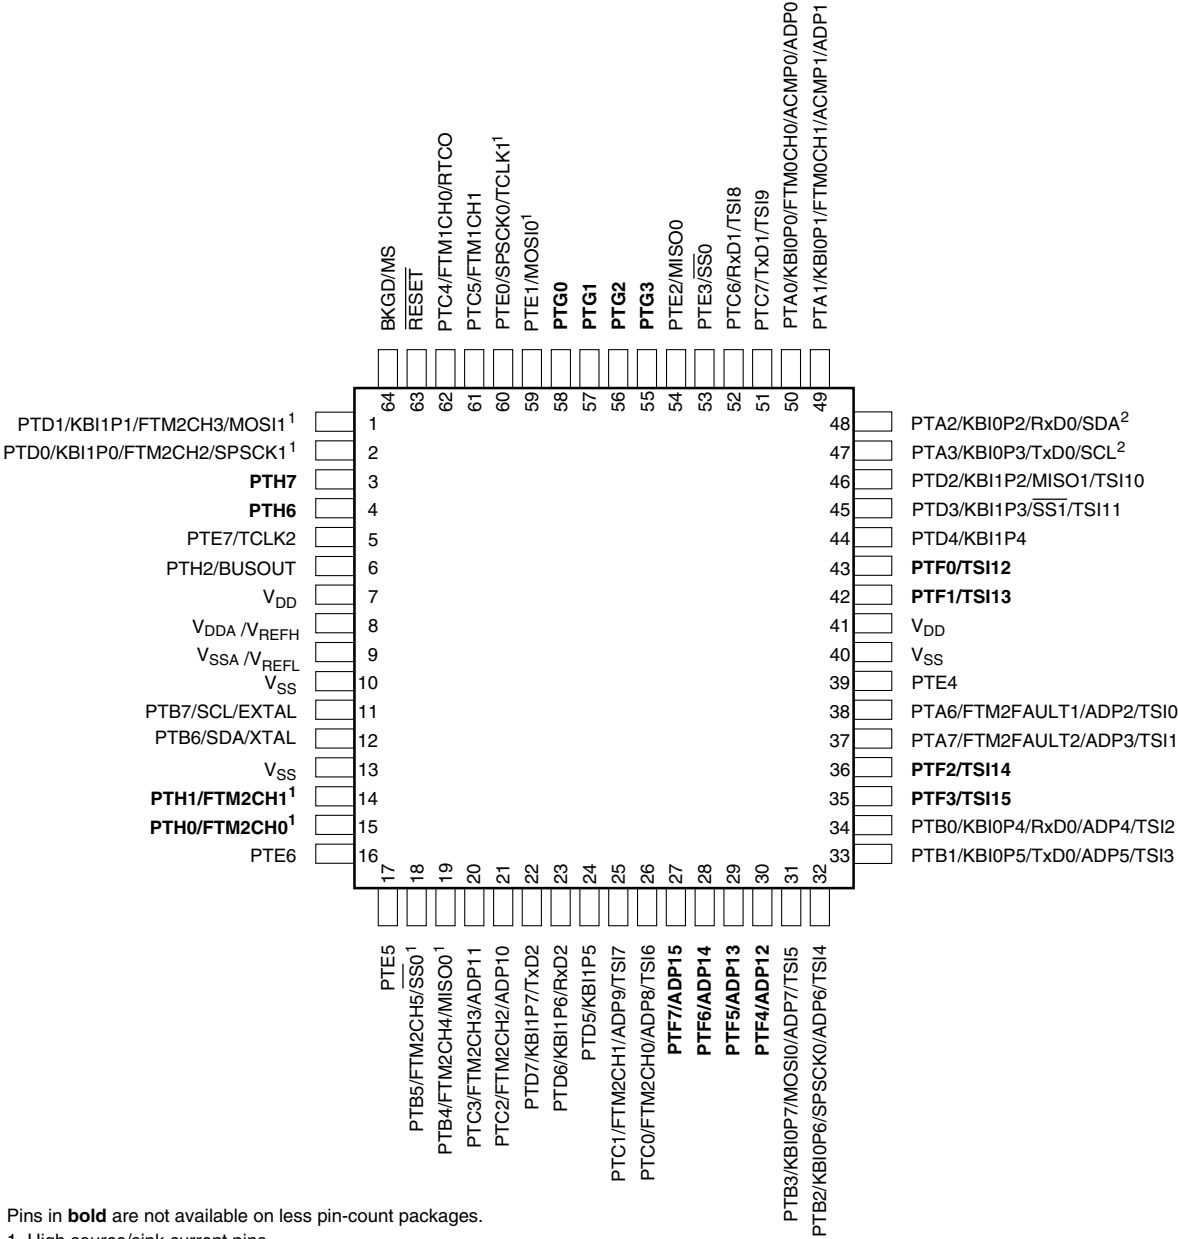 BKGD/MS
RESET
PTC4/FTM1CH0/RTCO
PTC5/FTM1CH1
PTE0/SPSCK0/TCLK1¹
PTE1/MOSI0¹
PTG0
PTG1
PTG2
PTG3
PTE2/MISO0
PTE3/SS0
PTC6/RxD1/TSI8
PTC7/TxD1/TSI9
PTA0/KBI0P0/FTM0CH0/ACMP0/ADP0
PTA1/KBI0P1/FTM0CH1/ACMP1/ADP1
64
63
62
61
60
59
58
57
56
55
54
53
52
51
50
49
PTD1/KBI1P1/FTM2CH3/MOSI1¹ 1
PTD0/KBI1P0/FTM2CH2/SPSCK1¹ 2
PTH7 3
PTH6 4
PTE7/TCLK2 5
PTH2/BUSOUT 6
VDD 7
VDDA /VREFH 8
VSSA /VREFL 9
VSS 10
PTB7/SCL/EXTAL 11
PTB6/SDA/XTAL 12
VSS 13
PTH1/FTM2CH1¹ 14
PTH0/FTM2CH0¹ 15
PTE6 16
48 PTA2/KBI0P2/RxD0/SDA²
47 PTA3/KBI0P3/TxD0/SCL²
46 PTD2/KBI1P2/MISO1/TSI10
45 PTD3/KBI1P3/SS1/TSI11
44 PTD4/KBI1P4
43 PTF0/TSI12
42 PTF1/TSI13
41 VDD
40 VSS
39 PTE4
38 PTA6/FTM2FAULT1/ADP2/TSI0
37 PTA7/FTM2FAULT2/ADP3/TSI1
36 PTF2/TSI14
35 PTF3/TSI15
34 PTB0/KBI0P4/RxD0/ADP4/TSI2
33 PTB1/KBI0P5/TxD0/ADP5/TSI3
17
18
19
20
21
22
23
24
25
26
27
28
29
30
31
32
PTE5
PTB5/FTM2CH5/SS0¹
PTB4/FTM2CH4/MISO0¹
PTC3/FTM2CH3/ADP11
PTC2/FTM2CH2/ADP10
PTD7/KBI1P7/TxD2
PTD6/KBI1P6/RxD2
PTD5/KBI1P5
PTC1/FTM2CH1/ADP9/TSI7
PTC0/FTM2CH0/ADP8/TSI6
PTF7/ADP15
PTF6/ADP14
PTF5/ADP13
PTF4/ADP12
PTB3/KBI0P7/MOSI0/ADP7/TSI5
PTB2/KBI0P6/SPSCK0/ADP6/TSI4
Pins in bold are not available on less pin-count packages.
1. High source/sink current pins